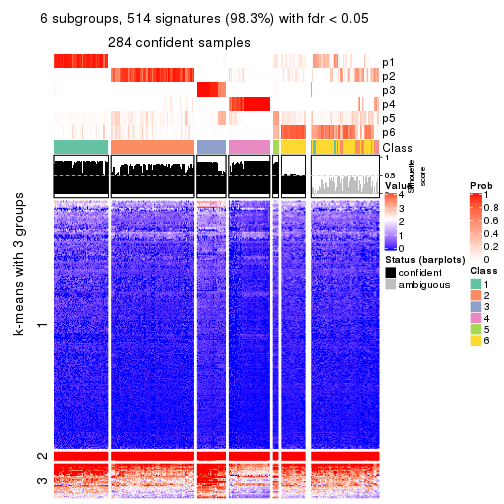 6 subgroups, 514 signatures (98.3%) with fdr < 0.05
284 confident samples
p1
p2
p3
p4
p5
p6
Class
1
0.5
0
Silhouette
score
k-means with 3 groups
1
2
3
Value
4
3
2
1
0
Status (barplots)
confident
ambiguous
Prob
1
0.8
0.6
0.4
0.2
0
Class
1
2
3
4
5
6